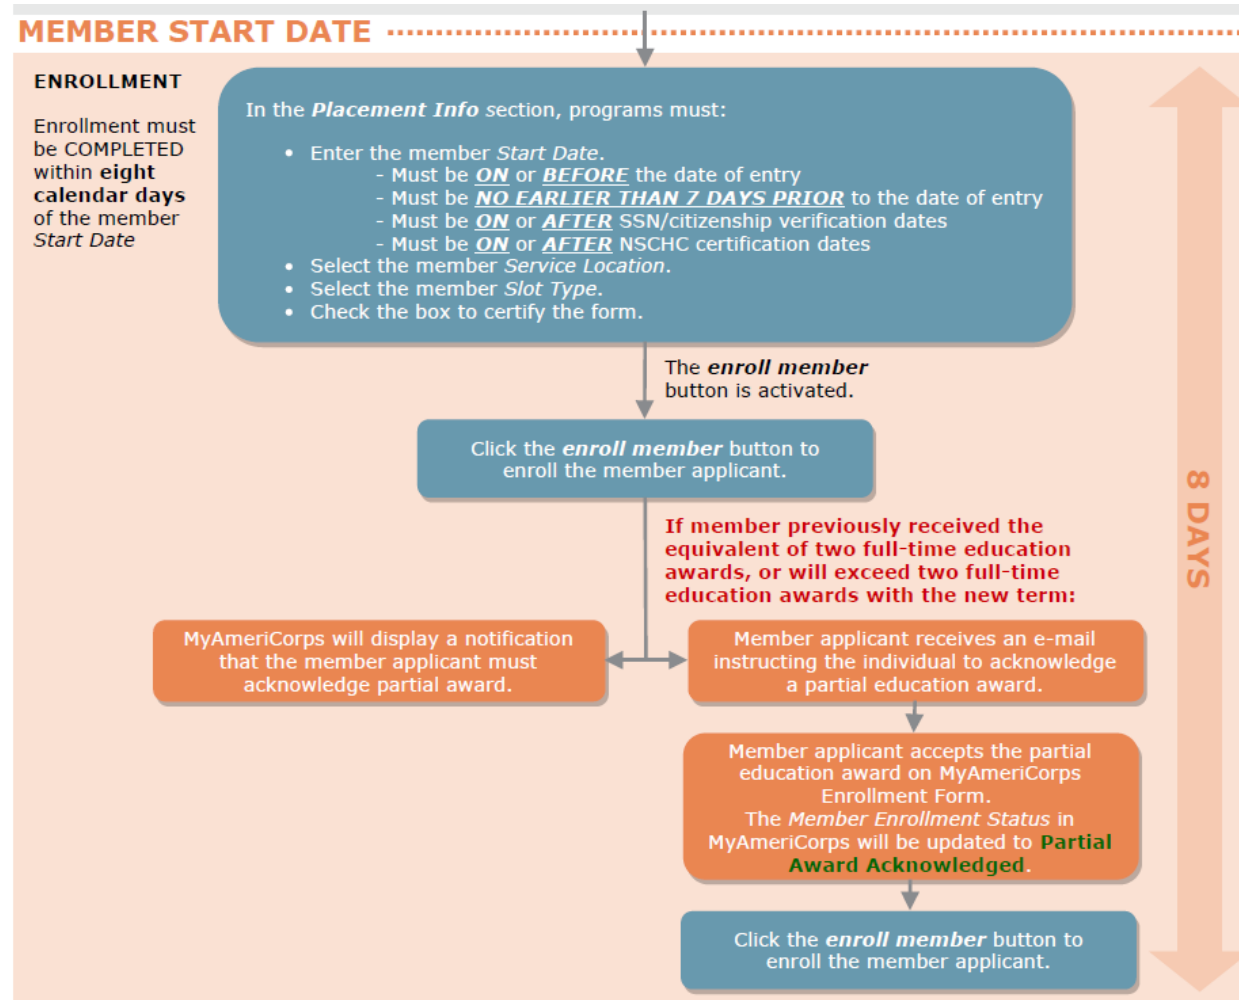 MEMBER START DATE
ENROLLMENT
Enrollment must
be COMPLETED
within eight
calendar days
of the member
Start Date
In the Placement Info section, programs must:
• Enter the member Start Date.
- Must be ON or BEFORE the date of entry
- Must be NO EARLIER THAN 7 DAYS PRIOR to the date of entry
- Must be ON or AFTER SSN/citizenship verification dates
- Must be ON or AFTER NSCHC certification dates
• Select the member Service Location.
• Select the member Slot Type.
• Check the box to certify the form.
The enroll member
button is activated.
Click the enroll member button to
enroll the member applicant.
If member previously received the
equivalent of two full-time education
awards, or will exceed two full-time
education awards with the new term:
MyAmeriCorps will display a notification
that the member applicant must
acknowledge partial award.
Member applicant receives an e-mail
instructing the individual to acknowledge
a partial education award.
Member applicant accepts the partial
education award on MyAmeriCorps
Enrollment Form.
The Member Enrollment Status in
MyAmeriCorps will be updated to Partial
Award Acknowledged.
Click the enroll member button to
enroll the member applicant.
8 DAYS